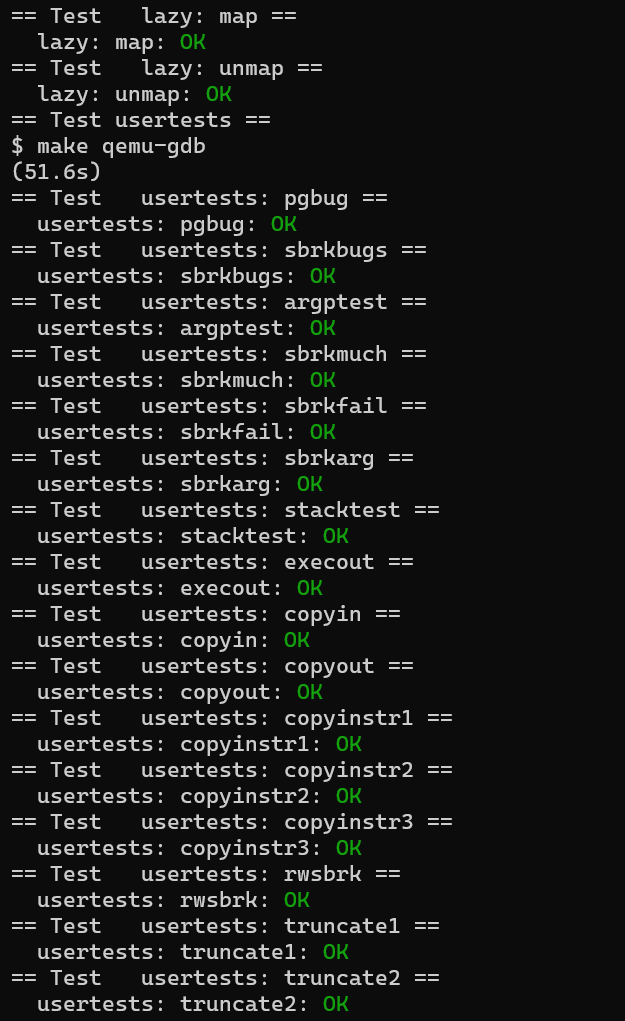 == Test   lazy: map ==
  lazy: map: OK
== Test   lazy: unmap ==
  lazy: unmap: OK
== Test usertests ==
$ make qemu-gdb
(51.6s)
== Test   usertests: pgbug ==
  usertests: pgbug: OK
== Test   usertests: sbrkbugs ==
  usertests: sbrkbugs: OK
== Test   usertests: argptest ==
  usertests: argptest: OK
== Test   usertests: sbrkmuch ==
  usertests: sbrkmuch: OK
== Test   usertests: sbrkfail ==
  usertests: sbrkfail: OK
== Test   usertests: sbrkarg ==
  usertests: sbrkarg: OK
== Test   usertests: stacktest ==
  usertests: stacktest: OK
== Test   usertests: execout ==
  usertests: execout: OK
== Test   usertests: copyin ==
  usertests: copyin: OK
== Test   usertests: copyout ==
  usertests: copyout: OK
== Test   usertests: copyinstr1 ==
  usertests: copyinstr1: OK
== Test   usertests: copyinstr2 ==
  usertests: copyinstr2: OK
== Test   usertests: copyinstr3 ==
  usertests: copyinstr3: OK
== Test   usertests: rwsbrk ==
  usertests: rwsbrk: OK
== Test   usertests: truncate1 ==
  usertests: truncate1: OK
== Test   usertests: truncate2 ==
  usertests: truncate2: OK